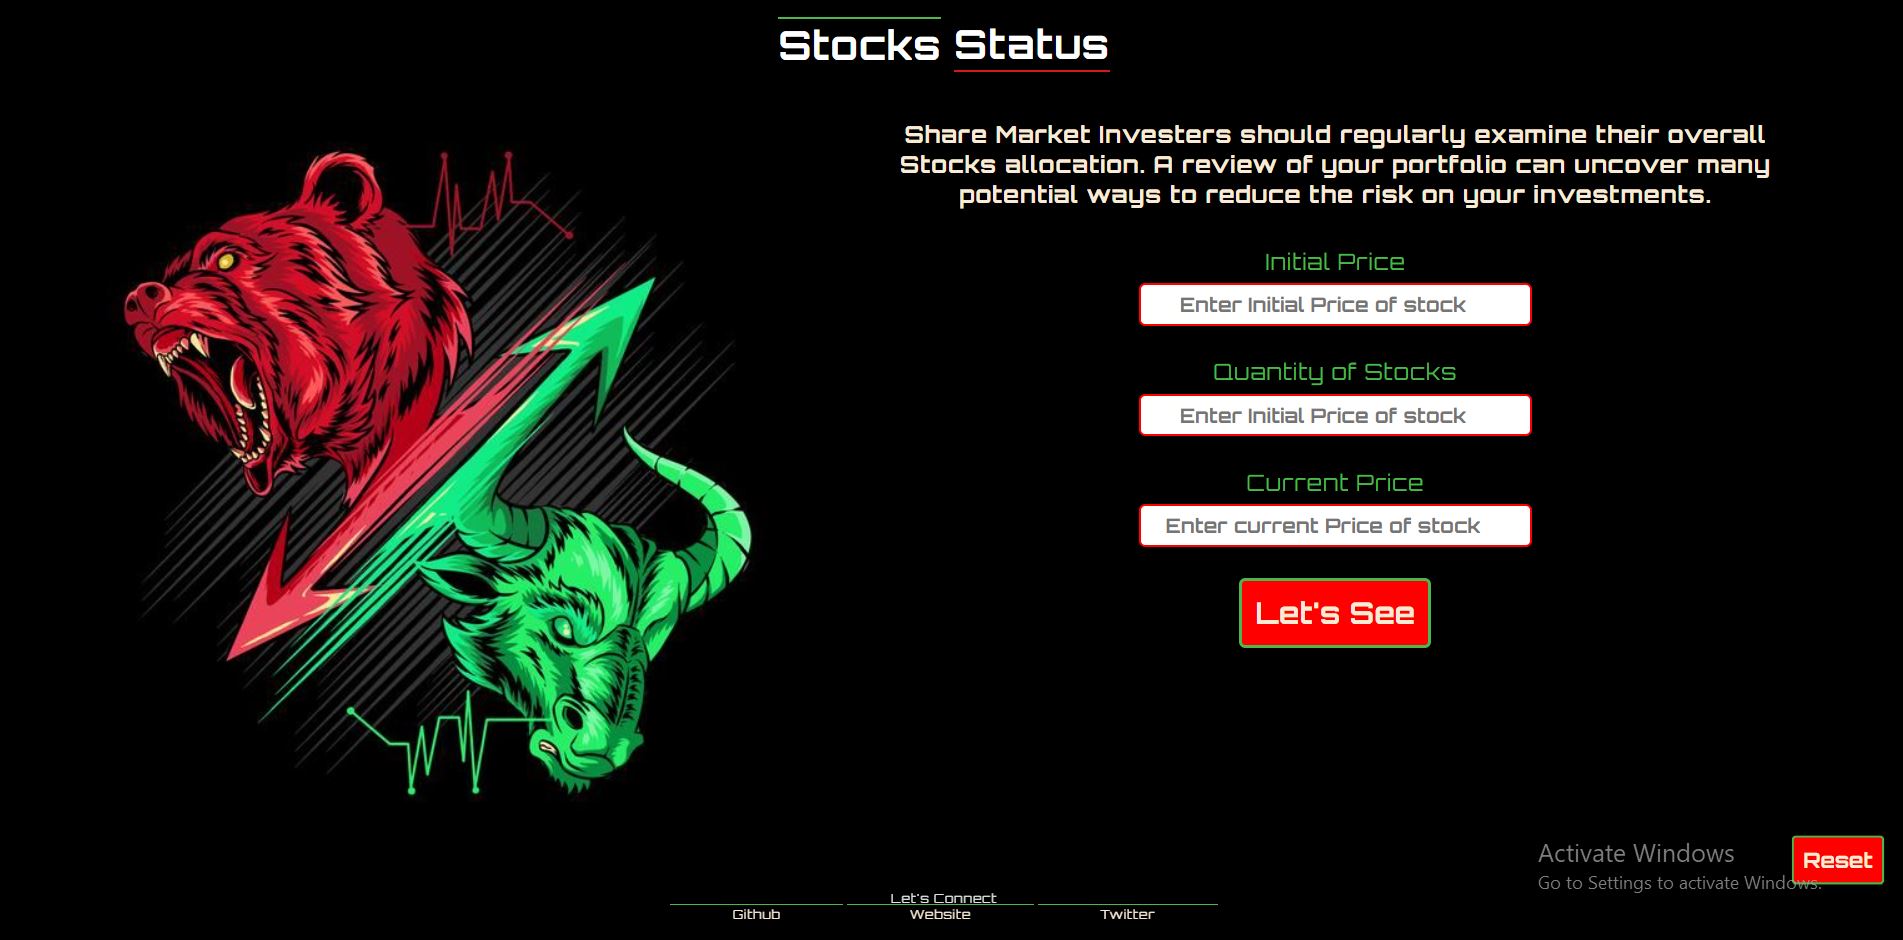 Stocks Status
Share Market Investers should regularly examine their overall
Stocks allocation. A review of your portfolio can uncover many
potential ways to reduce the risk on your investments.
Initial Price
Enter Initial Price of stock
Quantity of Stocks
Enter Initial Price of stock
Current Price
Enter current Price of stock
Let's See
Activate Windows
Go to Settings to activate Windows.
Reset
Let's Connect
Github Website Twitter